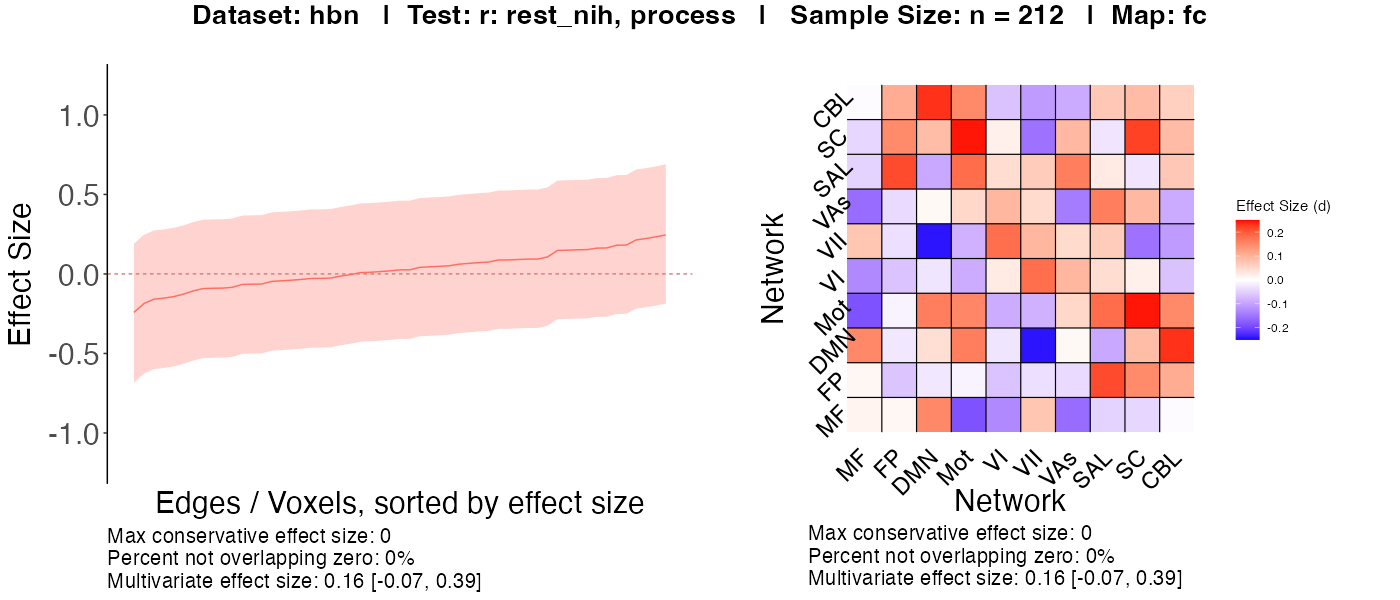 Dataset: hbn | Test: r: rest_nih, process | Sample Size: n = 212 | Map: fc
Effect Size
1.0
0.5
0.0
-0.5
-1.0
Edges / Voxels, sorted by effect size
Max conservative effect size: 0
Percent not overlapping zero: 0%
Multivariate effect size: 0.16 [-0.07, 0.39]
Network
CBL
SC
SAL
VAs
VII
VI
Mot
DMN
FP
MF
MF
FP
DMN
Mot
VI
VII
VAs
SAL
SC
CBL
Network
Max conservative effect size: 0
Percent not overlapping zero: 0%
Multivariate effect size: 0.16 [-0.07, 0.39]
Effect Size (d)
0.2
0.1
0.0
-0.1
-0.2